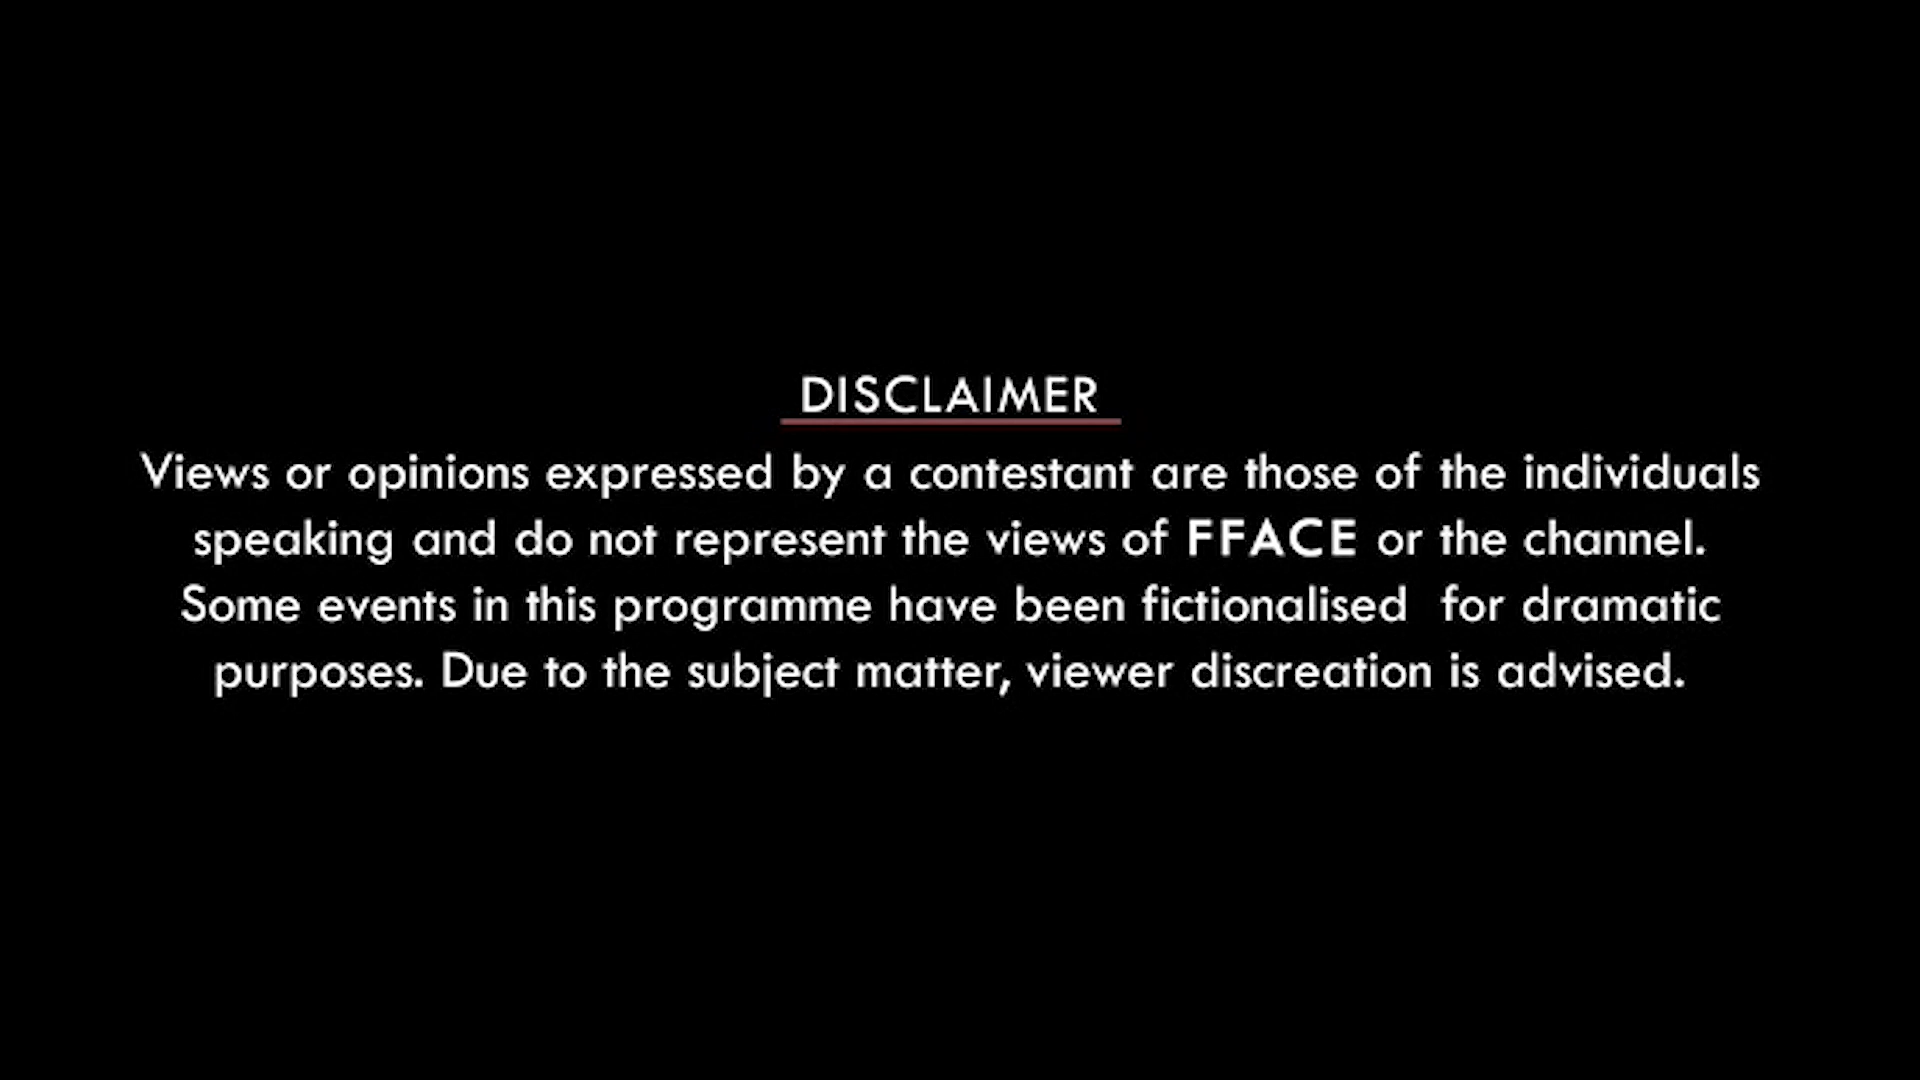 DISCLAIMER
Views or opinions expressed by a contestant are those of the individuals
speaking and do not represent the views of FFACE or the channel.
Some events in this programme have been fictionalised  for dramatic
purposes. Due to the subject matter, viewer discreation is advised.